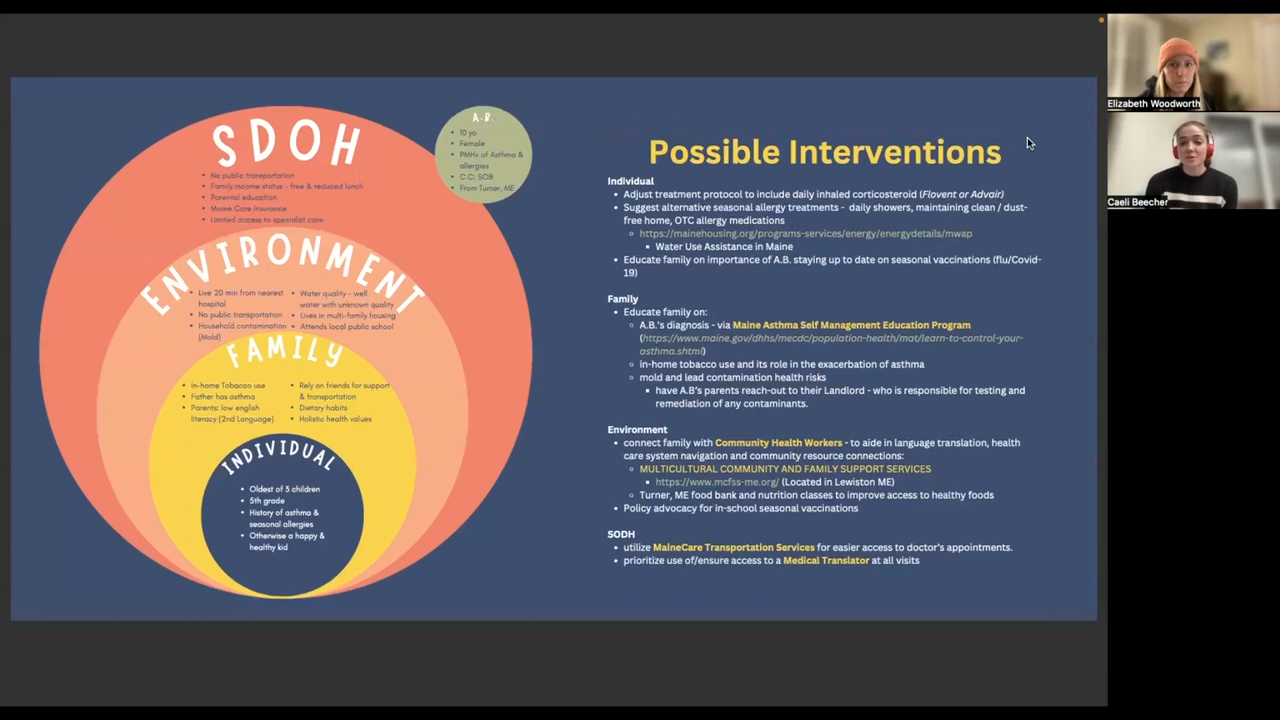 SDOH
• No public transportation
• Family income status - free & reduced lunch
• Parental education
• Maine Care Insurance
• Limited access to specialist care
A.B.
• 10 yo
• Female
• PMHx of Asthma &
allergies
• C.C: SOB
• From Turner, ME
ENVIRONMENT
• Live 20 min from nearest
hospital
• No public transportation
• Household contamination
(Mold)
• Water quality - well
water with unknown quality
• Lives in multi-family housing
• Attends local public school
FAMILY
• in-home Tobacco use
• Father has asthma
• Parents: low english
literacy (2nd Language)
• Rely on friends for support
& transportation
• Dietary habits
• Holistic health values
INDIVIDUAL
• Oldest of 3 children
• 5th grade
• History of asthma &
seasonal allergies
• Otherwise a happy &
healthy kid
Possible Interventions
Individual
• Adjust treatment protocol to include daily inhaled corticosteroid (Flovent or Advair)
• Suggest alternative seasonal allergy treatments - daily showers, maintaining clean / dust-
free home, OTC allergy medications
○ https://mainehousing.org/programs-services/energy/energydetails/mwap
▪ Water Use Assistance in Maine
• Educate family on importance of A.B. staying up to date on seasonal vaccinations (flu/Covid-
19)
Family
• Educate family on:
○ A.B.'s diagnosis - via Maine Asthma Self Management Education Program
(https://www.maine.gov/dhhs/mecdc/population-health/mat/learn-to-control-your-
asthma.shtml)
○ in-home tobacco use and its role in the exacerbation of asthma
○ mold and lead contamination health risks
▪ have A.B's parents reach-out to their Landlord - who is responsible for testing and
remediation of any contaminants.
Environment
• connect family with Community Health Workers - to aide in language translation, health
care system navigation and community resource connections:
○ MULTICULTURAL COMMUNITY AND FAMILY SUPPORT SERVICES
▪ https://www.mcfss-me.org/ (Located in Lewiston ME)
○ Turner, ME food bank and nutrition classes to improve access to healthy foods
• Policy advocacy for in-school seasonal vaccinations
SODH
• utilize MaineCare Transportation Services for easier access to doctor's appointments.
• prioritize use of/ensure access to a Medical Translator at all visits
Elizabeth Woodworth
Caeli Beecher